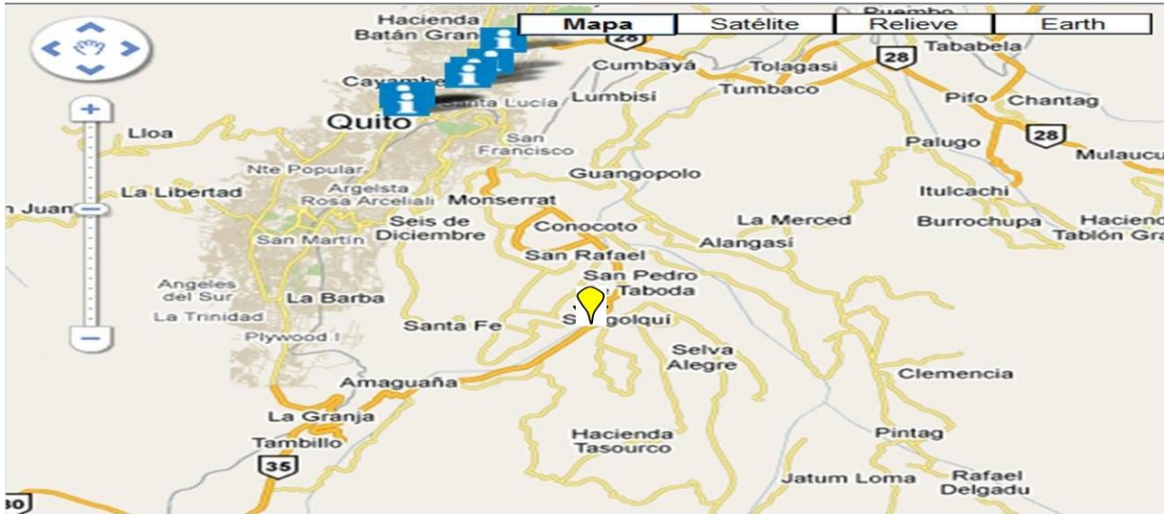 Hacienda
Batán Gran
Mapa
Satélite
Relieve
Earth
28
Cumbayá
Tolagasi
Tababela
28
Tumbaco
Lumbisí
Pifo
Chantag
Santa Lucía
Quito
Lloa
San
Francisco
28
Palugo
Mulaucu
Nte Popular
Guangopolo
La Libertad
Argelsta
Rosa Arceliali
Monserrat
Itulcachi
n Juan
Seis de
Diciembre
Conocoto
La Merced
Burrochupa
Haciend
Tablón Gra
San Martín
San Rafael
Alangasí
San Pedro
Taboda
Angeles
del Sur
La Barba
La Trinidad
Santa Fe
golquí
Plywood I
Selva
Alegre
Amaguaña
Clemencia
La Granja
Tambillo
Hacienda
Tasourco
Pintag
35
Jatum Loma
Rafael
Delgadu
30